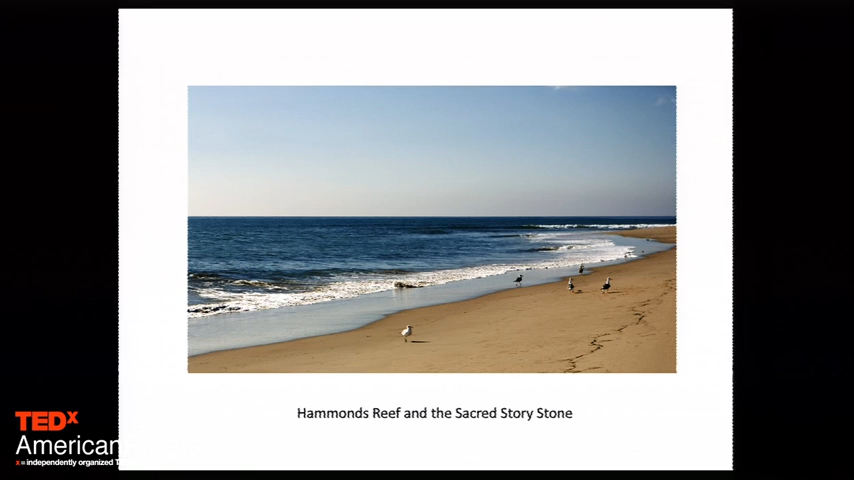 Hammonds Reef and the Sacred Story Stone
TEDx
American
x = independently organized T